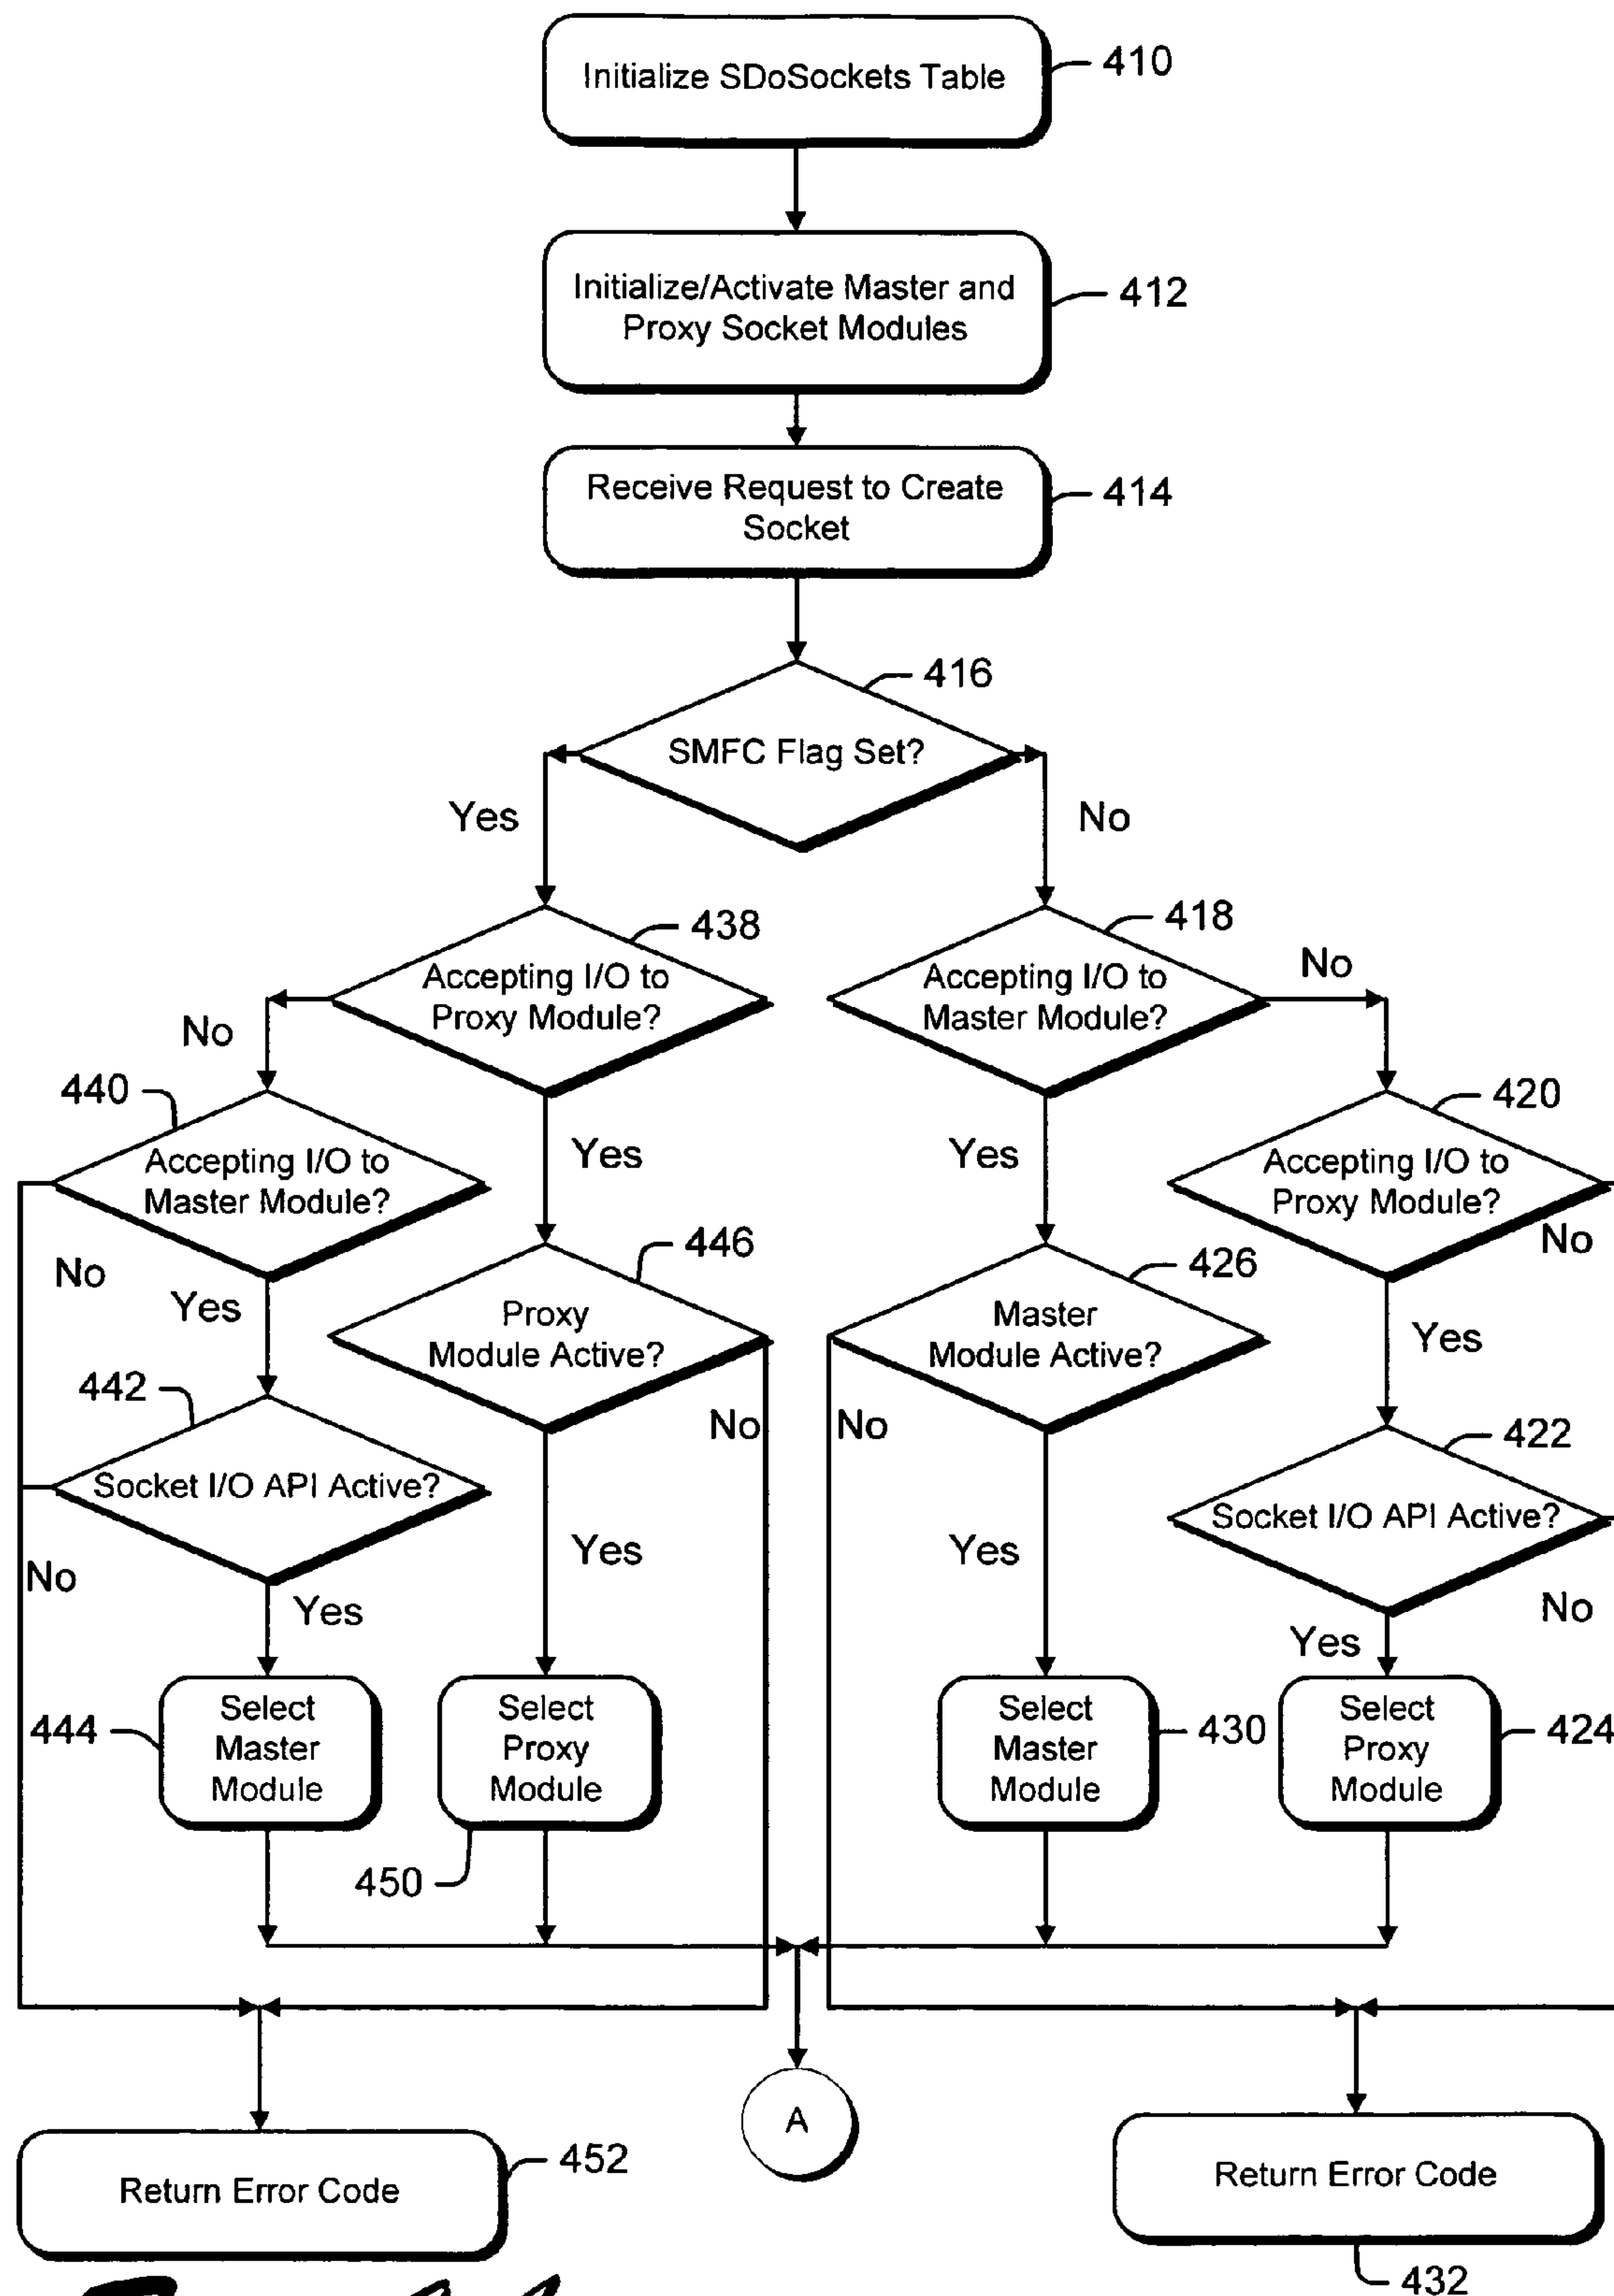 Initialize SDoSockets Table
410
Initialize/Activate Master and
Proxy Socket Modules
412
Receive Request to Create
Socket
414
416
SMFC Flag Set?
Yes
No
438
Accepting I/O to
Proxy Module?
418
Accepting I/O to
Master Module?
No
No
440
Accepting I/O to
Master Module?
Yes
Yes
420
Accepting I/O to
Proxy Module?
No
No
Yes
446
Proxy
Module Active?
426
Master
Module Active?
Yes
442
Socket I/O API Active?
No
No
422
Socket I/O API Active?
No
Yes
Yes
Yes
No
Yes
444
Select
Master
Module
Select
Proxy
Module
450
Select
Master
Module
430
Select
Proxy
Module
424
A
Return Error Code
452
Return Error Code
432